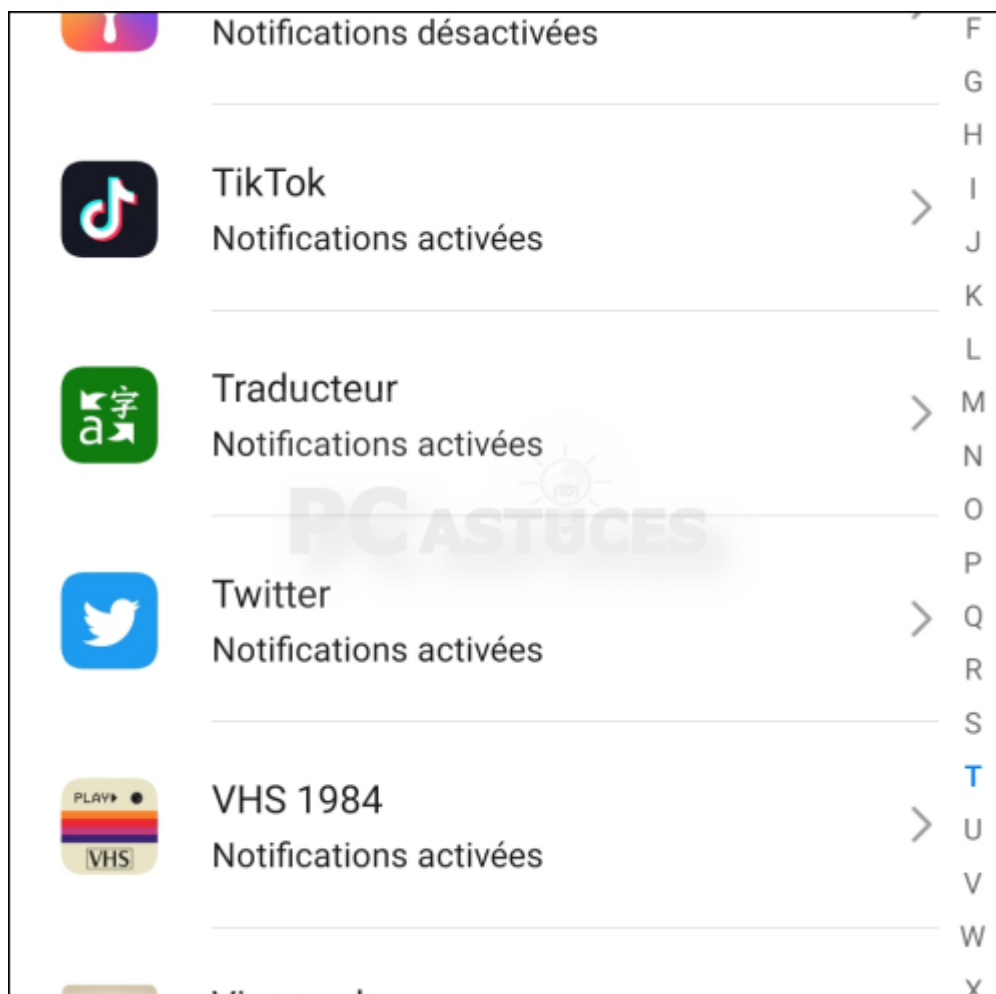 Notifications désactivées
TikTok
Notifications activées
Traducteur
Notifications activées
PC ASTUCES
Twitter
Notifications activées
PLAY
VHS
VHS 1984
Notifications activées
F
G
H
I
J
K
L
M
N
O
P
Q
R
S
T
U
V
W
X
字
a